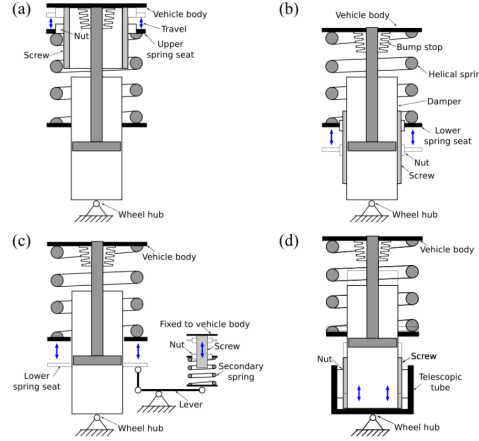 (a)
Vehicle body
Nut
Travel
Upper
spring seat
Screw
Wheel hub
(b)
Vehicle body
Bump stop
Helical sprin
Damper
Lower
spring seat
Nut
Screw
Wheel hub
(c)
Vehicle body
Fixed to vehicle body
Nut
Screw
Secondary
spring
Lower
spring seat
Lever
Wheel hub
(d)
Vehicle body
Nut
Screw
Telescopic
tube
Wheel hub